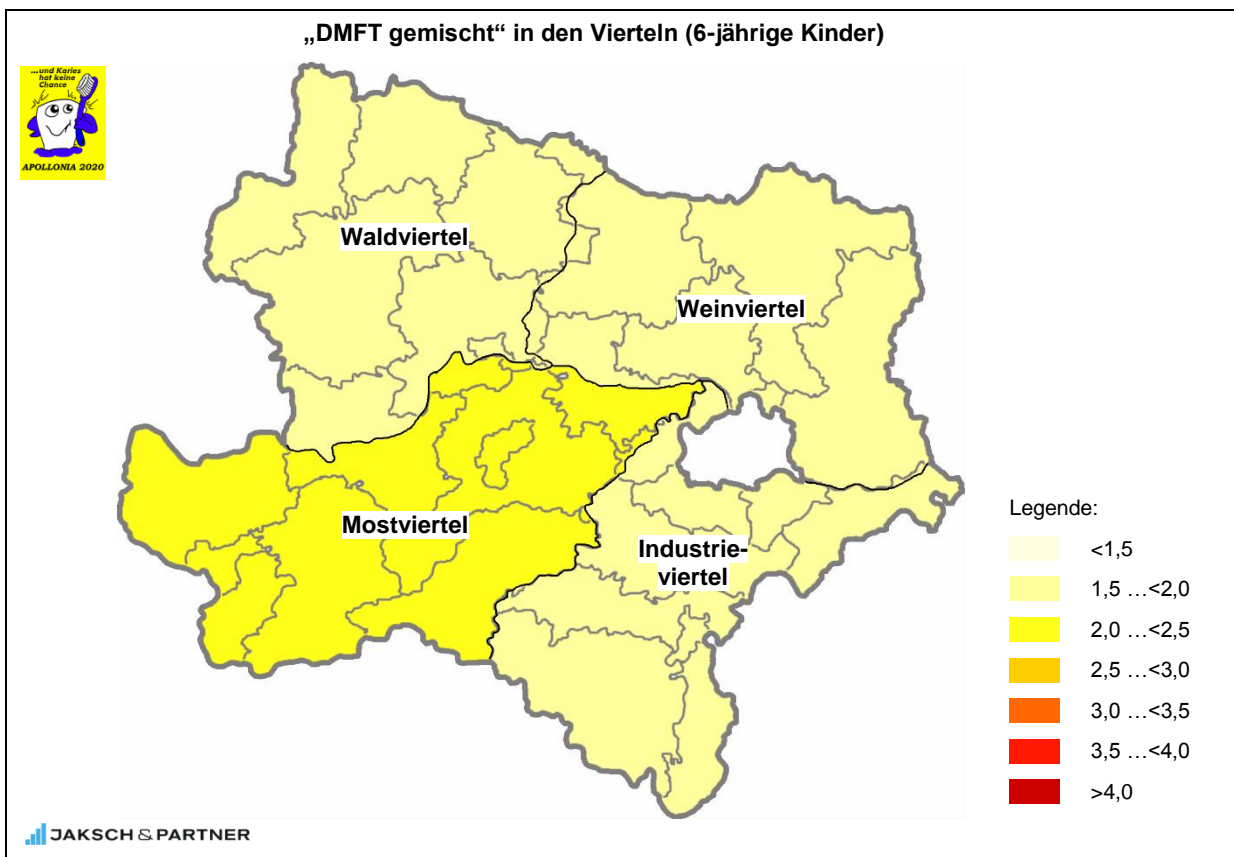 „DMFT gemischt“ in den Vierteln (6-jährige Kinder)
...und Karies
hat keine
Chance
APOLLONIA 2020
Waldviertel
Weinviertel
Mostviertel
Industrie-
viertel
Legende:
<1,5
1,5 …<2,0
2,0 …<2,5
2,5 …<3,0
3,0 …<3,5
3,5 …<4,0
>4,0
JAKSCH & PARTNER